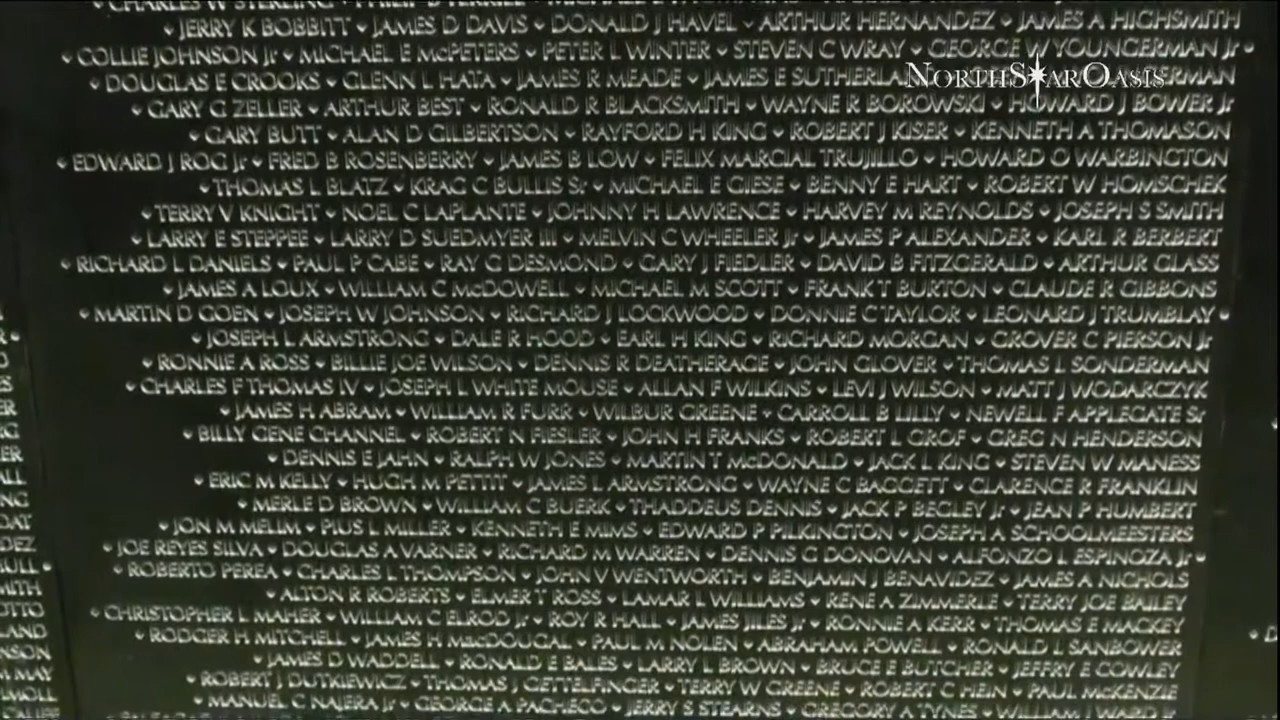 JERRY K BOBBITT • JAMES D DAVIS • DONALD J HAVEL • ARTHUR HERNANDEZ • JAMES A HIGHSMITH
• COLLIE JOHNSON Jr • MICHAEL E McPETERS • PETER L WINTER • STEVEN C WRAY • GEORGE W YOUNGERMAN Jr •
NORTHSTAROASIS
• DOUGLAS E CROOKS • GLENN L HATA • JAMES R MEADE • JAMES E
• GARY G ZELLER • ARTHUR BEST • RONALD R BLACKSMITH • WAYNE R BOROWSKI • HOWARD J BOWER Jr
• GARY BUTT • ALAN D GILBERTSON • RAYFORD H KING • ROBERT J KISER • KENNETH A THOMASON
• EDWARD J ROG Jr • FRED B ROSENBERRY • JAMES B LOW • FELIX MARCIAL TRUJILLO • HOWARD O WARBINGTON
• THOMAS L BLATZ • KRAG C BULLIS Sr • MICHAEL E GIESE • BENNY E HART • ROBERT W HOMSCHEK
• TERRY V KNIGHT • NOEL C LAPLANTE • JOHNNY H LAWRENCE • HARVEY M REYNOLDS • JOSEPH S SMITH
• LARRY E STEPPEE • LARRY D SUEDMYER III • MELVIN C WHEELER Jr • JAMES P ALEXANDER • KARL R BERBERT
• RICHARD L DANIELS • PAUL P CABE • RAY G DESMOND • GARY J FIEDLER • DAVID B FITZGERALD • ARTHUR GLASS
• JAMES A LOUX • WILLIAM C McDOWELL • MICHAEL M SCOTT • FRANK T BURTON • CLAUDE R GIBBONS
• MARTIN D GOEN • JOSEPH W JOHNSON • RICHARD J LOCKWOOD • DONNIE C TAYLOR • LEONARD J TRUMBLAY •
• JOSEPH L ARMSTRONG • DALE R HOOD • EARL H KING • RICHARD MORGAN • GROVER C PIERSON Jr
• RONNIE A ROSS • BILLIE JOE WILSON • DENNIS R DEATHERAGE • JOHN GLOVER • THOMAS L SONDERMAN
• CHARLES F THOMAS IV • JOSEPH L WHITE MOUSE • ALLAN F WILKINS • LEVI J WILSON • MATT J WODARCZYK
• JAMES H ABRAM • WILLIAM R FURR • WILBUR GREENE • CARROLL B LILLY • NEWELL F APPLEGATE Sr
• BILLY GENE CHANNEL • ROBERT N FIESLER • JOHN H FRANKS • ROBERT L GROF • GREG N HENDERSON
• DENNIS E JAHN • RALPH W JONES • MARTIN T McDONALD • JACK L KING • STEVEN W MANESS
• ERIC M KELLY • HUGH M PETTIT • JAMES L ARMSTRONG • WAYNE C BAGGETT • CLARENCE R FRANKLIN
• MERLE D BROWN • WILLIAM C BUERK • THADDEUS DENNIS • JACK P BEGLEY Jr • JEAN P HUMBERT
• JON M MELIM • PIUS L MILLER • KENNETH E MIMS • EDWARD P PILKINGTON • JOSEPH A SCHOOLMEESTERS
• JOE REYES SILVA • DOUGLAS A VARNER • RICHARD M WARREN • DENNIS G DONOVAN • ALFONZO L ESPINOZA Jr •
• ROBERTO PEREA • CHARLES L THOMPSON • JOHN V WENTWORTH • BENJAMIN J BENAVIDEZ • JAMES A NICHOLS
• ALTON R ROBERTS • ELMER T ROSS • LAMAR L WILLIAMS • RENE A ZIMMERLE • TERRY JOE BAILEY
• CHRISTOPHER L MAHER • WILLIAM C ELROD Jr • ROY R HALL • JAMES JILES Jr • RONNIE A KERR • THOMAS E MACKEY
• RODGER H MITCHELL • JAMES H MacDOUGAL • PAUL M NOLEN • ABRAHAM POWELL • RONALD L SANBOWER
• JAMES D WADDELL • RONALD E BALES • LARRY L BROWN • BRUCE E BUTCHER • JEFFRY E COWLEY
• ROBERT J DUTKIEWICZ • THOMAS J GETTELFINGER • TERRY W GREENE • ROBERT C HEIN • PAUL McKENZIE
• MANUEL C NAJERA Jr • GEORGE A PACHECO • JERRY S STEARNS • GREGORY A TYNES • WILLIAM J WARD